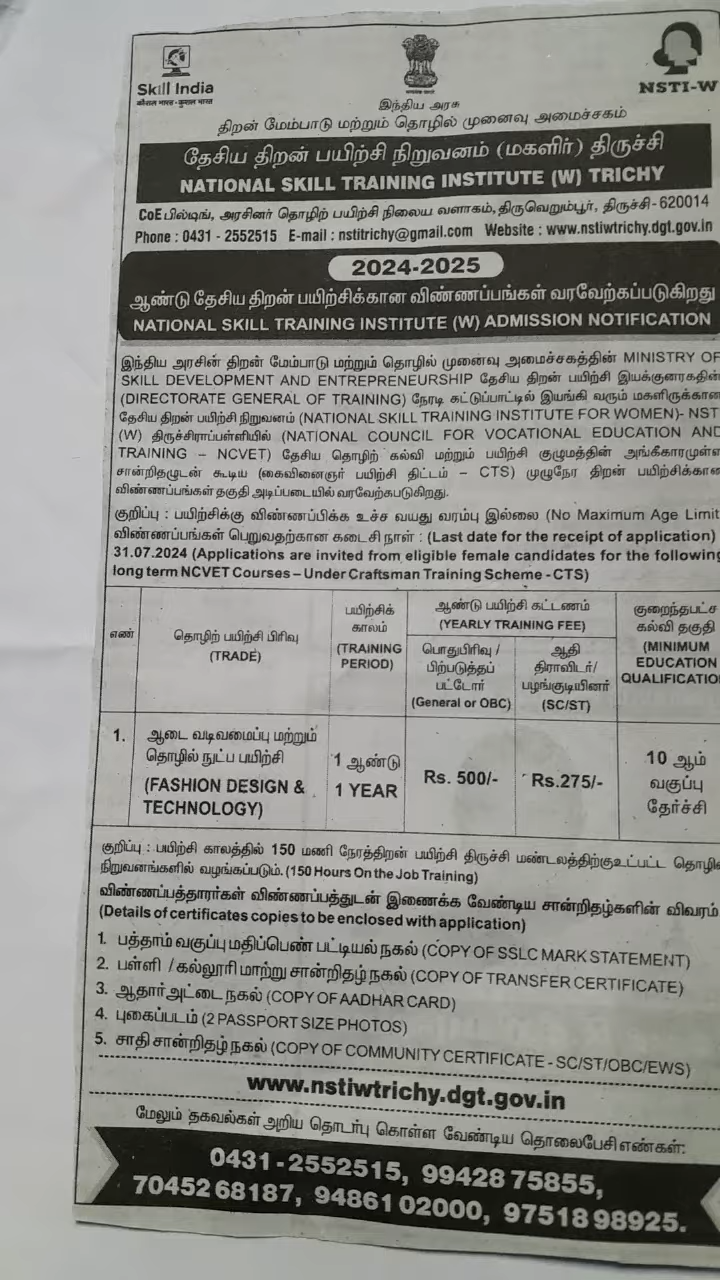 Skill India
कौशल भारत - कुशल भारत
NSTI-W
இந்திய அரசு
திறன் மேம்பாடு மற்றும் தொழில் முனைவு அமைச்சகம்
தேசிய திறன் பயிற்சி நிறுவனம் (மகளிர்) திருச்சி
NATIONAL SKILL TRAINING INSTITUTE (W) TRICHY
CoE பில்டிங், அரசினர் தொழிற் பயிற்சி நிலைய வளாகம், திருவெறும்பூர், திருச்சி - 620014
Phone : 0431 - 2552515 E-mail : nstitrichy@gmail.com Website : www.nstiwtrichy.dgt.gov.in
2024-2025
ஆண்டு தேசிய திறன் பயிற்சிக்கான விண்ணப்பங்கள் வரவேற்கப்படுகிறது
NATIONAL SKILL TRAINING INSTITUTE (W) ADMISSION NOTIFICATION
இந்திய அரசின் திறன் மேம்பாடு மற்றும் தொழில் முனைவு அமைச்சகத்தின் MINISTRY OF
SKILL DEVELOPMENT AND ENTREPRENEURSHIP தேசிய திறன் பயிற்சி இயக்குனரகதின்
(DIRECTORATE GENERAL OF TRAINING) நேரடி கட்டுப்பாட்டில் இயங்கி வரும் மகளிருக்கான
தேசிய திறன் பயிற்சி நிறுவனம் (NATIONAL SKILL TRAINING INSTITUTE FOR WOMEN)- NST
(W) திருச்சிராப்பள்ளியில் (NATIONAL COUNCIL FOR VOCATIONAL EDUCATION AND
TRAINING – NCVET) தேசிய தொழிற் கல்வி மற்றும் பயிற்சி குழுமத்தின் அங்கீகாரமுள்ள
சான்றிதழுடன் கூடிய (கைவினைஞர் பயிற்சி திட்டம் – CTS) முழுநேர திறன் பயிற்சிக்கான
விண்ணப்பங்கள் தகுதி அடிப்படையில் வரவேற்கபடுகிறது.
குறிப்பு : பயிற்சிக்கு விண்ணப்பிக்க உச்ச வயது வரம்பு இல்லை (No Maximum Age Limit
விண்ணப்பங்கள் பெறுவதற்கான கடைசி நாள் : (Last date for the receipt of application)
31.07.2024 (Applications are invited from eligible female candidates for the following
long term NCVET Courses – Under Craftsman Training Scheme - CTS)
எண்
தொழிற் பயிற்சி பிரிவு
(TRADE)
பயிற்சிக்
காலம்
(TRAINING
PERIOD)
ஆண்டு பயிற்சி கட்டணம்
(YEARLY TRAINING FEE)
பொதுபிரிவு /
பிற்படுத்தப்
பட்டோர்
(General or OBC)
ஆதி
திராவிடர்/
பழங்குடியினர்
(SC/ST)
குறைந்தபட்ச
கல்வி தகுதி
(MINIMUM
EDUCATION
QUALIFICATIO
1.
ஆடை வடிவமைப்பு மற்றும்
தொழில் நுட்ப பயிற்சி
(FASHION DESIGN &
TECHNOLOGY)
1 ஆண்டு
1 YEAR
Rs. 500/-
Rs.275/-
10 ஆம்
வகுப்பு
தேர்ச்சி
குறிப்பு : பயிற்சி காலத்தில் 150 மணி நேரத்திறன் பயிற்சி திருச்சி மண்டலத்திற்குஉட்பட்ட தொழில்
நிறுவனங்களில் வழங்கப்படும். (150 Hours On the Job Training)
விண்ணப்பத்தாரர்கள் விண்ணப்பத்துடன் இணைக்க வேண்டிய சான்றிதழ்களின் விவரம்
(Details of certificates copies to be enclosed with application)
1. பத்தாம் வகுப்பு மதிப்பெண் பட்டியல் நகல் (COPY OF SSLC MARK STATEMENT)
2. பள்ளி / கல்லூரி மாற்று சான்றிதழ் நகல் (COPY OF TRANSFER CERTIFICATE)
3. ஆதார் அட்டை நகல் (COPY OF AADHAR CARD)
4. புகைப்படம் (2 PASSPORT SIZE PHOTOS)
5. சாதி சான்றிதழ் நகல் (COPY OF COMMUNITY CERTIFICATE - SC/ST/OBC/EWS)
www.nstiwtrichy.dgt.gov.in
மேலும் தகவல்கள் அறிய தொடர்பு கொள்ள வேண்டிய தொலைபேசி எண்கள்:
0431 - 2552515, 99428 75855,
70452 68187, 94861 02000, 97518 98925.